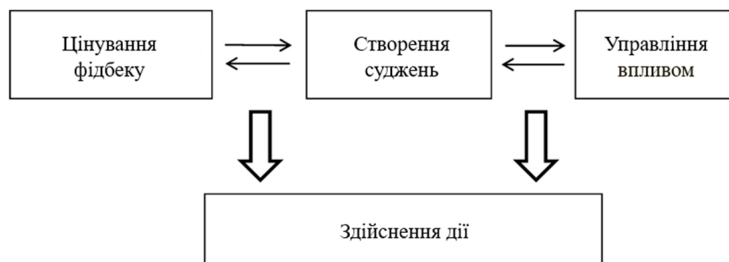 Цінування
фідбеку
Створення
суджень
Управління
впливом
Здійснення дії